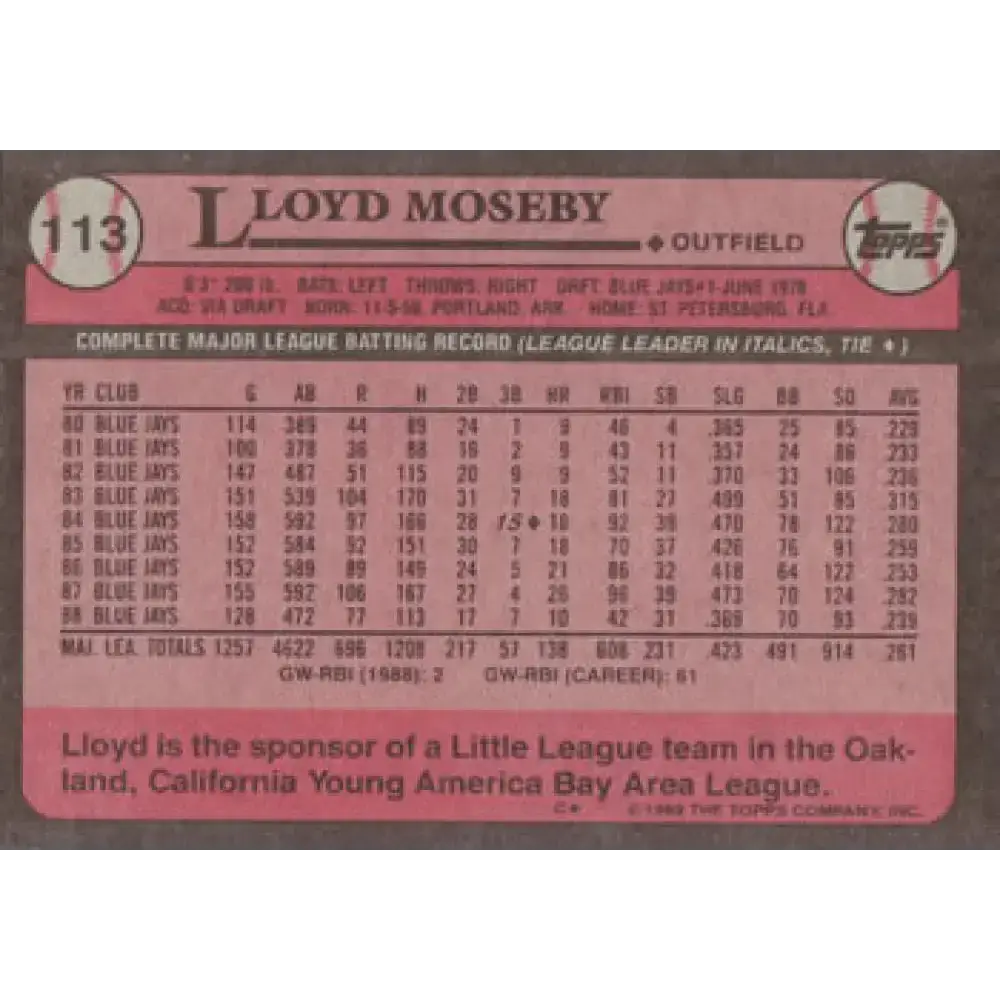 113
LLOYD MOSEBY
◆ OUTFIELD
topps®
6'3" 200 lb. BATS: LEFT THROWS: RIGHT DRFT: BLUE JAYS #1-JUNE 1978
ACQ: VIA DRAFT BORN: 11-5-59, PORTLAND, ARK. HOME: ST. PETERSBURG, FLA.
COMPLETE MAJOR LEAGUE BATTING RECORD (LEAGUE LEADER IN ITALICS, TIE ♦)
YR CLUB G AB R H 2B 3B HR RBI SB SLG BB SO AVG
80 BLUE JAYS 114 389 44 89 24 1 9 46 4 .365 25 85 .229
81 BLUE JAYS 100 378 36 88 16 2 9 43 11 .357 24 86 .233
82 BLUE JAYS 147 487 51 115 20 9 9 52 11 .370 33 106 .236
83 BLUE JAYS 151 539 104 170 31 7 18 81 27 .499 51 85 .315
84 BLUE JAYS 158 592 97 166 28 15♦ 18 92 39 .470 78 122 .280
85 BLUE JAYS 152 584 92 151 30 7 18 70 37 .426 76 91 .259
86 BLUE JAYS 152 589 89 149 24 5 21 86 32 .418 64 122 .253
87 BLUE JAYS 155 592 106 167 27 4 26 96 39 .473 70 124 .282
88 BLUE JAYS 128 472 77 113 17 7 10 42 31 .369 70 93 .239
MAJ. LEA. TOTALS 1257 4622 696 1208 217 57 138 608 231 .423 491 914 .261
GW-RBI (1988): 2 GW-RBI (CAREER): 61
Lloyd is the sponsor of a Little League team in the Oak-
land, California Young America Bay Area League.
C* ©1989 THE TOPPS COMPANY, INC.